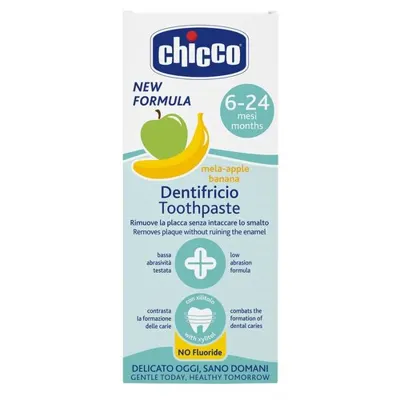 chicco
NEW
FORMULA
6-24
mesi
months
mela-apple
banana
Dentifricio
Toothpaste
Rimuove la placca senza intaccare lo smalto
Removes plaque without ruining the enamel
bassa
abrasività
testata
low
abrasion
formula
contrasta
la formazione
delle carie
con xilitolo
with xylitol
combats the
formation of
dental caries
NO Fluoride
DELICATO OGGI, SANO DOMANI
GENTLE TODAY, HEALTHY TOMORROW